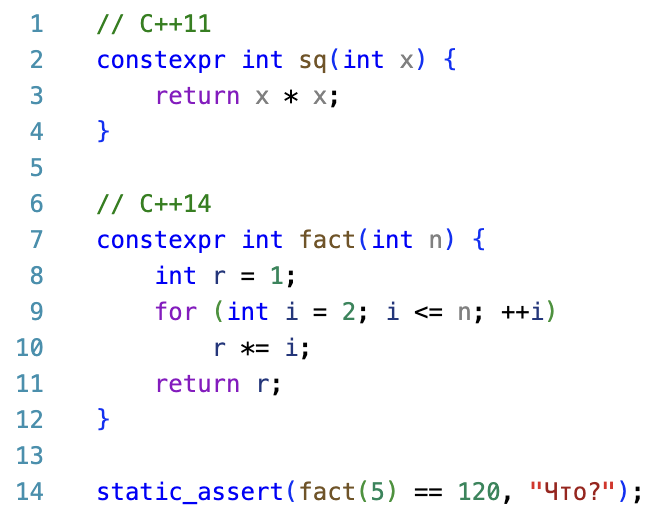 1 // C++11
2 constexpr int sq(int x) {
3     return x * x;
4 }
5
6 // C++14
7 constexpr int fact(int n) {
8     int r = 1;
9     for (int i = 2; i <= n; ++i)
10         r *= i;
11     return r;
12 }
13
14 static_assert(fact(5) == 120, "Что?");